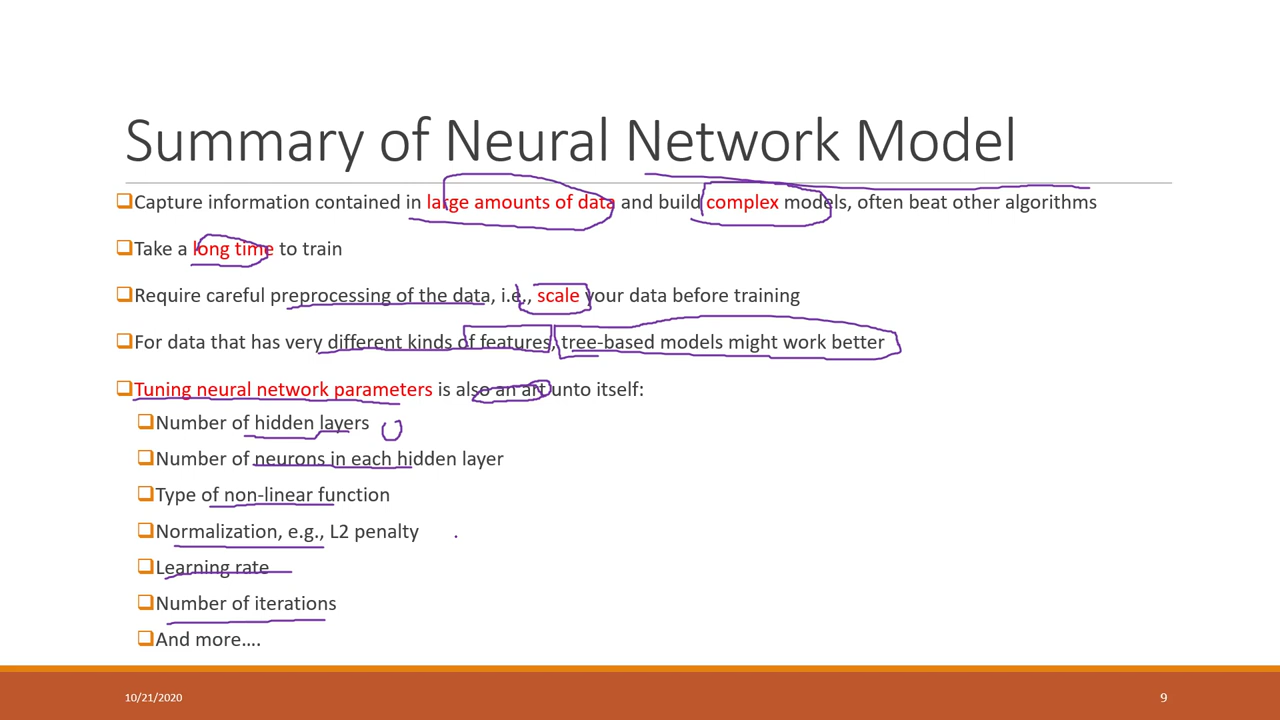 Summary of Neural Network Model
Capture information contained in large amounts of data and build complex models, often beat other algorithms
Take a long time to train
Require careful preprocessing of the data, i.e., scale your data before training
For data that has very different kinds of features, tree-based models might work better
Tuning neural network parameters is also an art unto itself:
Number of hidden layers
Number of neurons in each hidden layer
Type of non-linear function
Normalization, e.g., L2 penalty
Learning rate
Number of iterations
And more….
10/21/2020
9